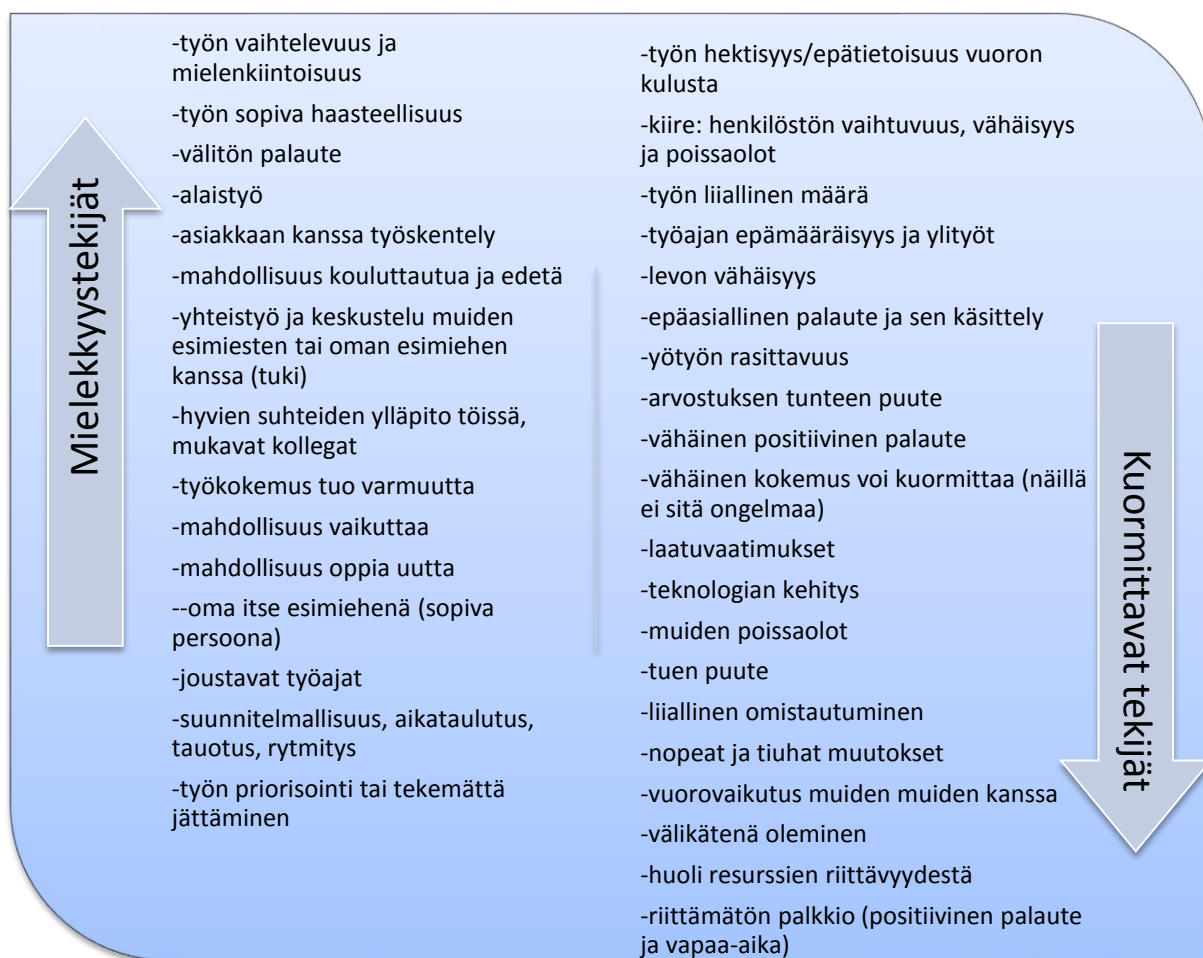 Mielekkyystekijät
-työn vaihtelevuus ja
mielenkiintoisuus
-työn sopiva haasteellisuus
-välitön palaute
-alaistyö
-asiakkaan kanssa työskentely
-mahdollisuus kouluttautua ja edetä
-yhteistyö ja keskustelu muiden
esimiesten tai oman esimiehen
kanssa (tuki)
-hyvien suhteiden ylläpito töissä,
mukavat kollegat
-työkokemus tuo varmuutta
-mahdollisuus vaikuttaa
-mahdollisuus oppia uutta
--oma itse esimiehenä (sopiva
persoona)
-joustavat työajat
-suunnitelmallisuus, aikataulutus,
tauotus, rytmitys
-työn priorisointi tai tekemättä
jättäminen
-työn hektisyys/epätietoisuus vuoron
kulusta
-kiire: henkilöstön vaihtuvuus, vähäisyys
ja poissaolot
-työn liiallinen määrä
-työajan epämääräisyys ja ylityöt
-levon vähäisyys
-epäasiallinen palaute ja sen käsittely
-yötyön rasittavuus
-arvostuksen tunteen puute
-vähäinen positiivinen palaute
-vähäinen kokemus voi kuormittaa (näillä
ei sitä ongelmaa)
-laatuvaatimukset
-teknologian kehitys
-muiden poissaolot
-tuen puute
-liiallinen omistautuminen
-nopeat ja tiuhat muutokset
-vuorovaikutus muiden muiden kanssa
-välikätenä oleminen
-huoli resurssien riittävyydestä
-riittämätön palkkio (positiivinen palaute
ja vapaa-aika)
Kuormittavat tekijät